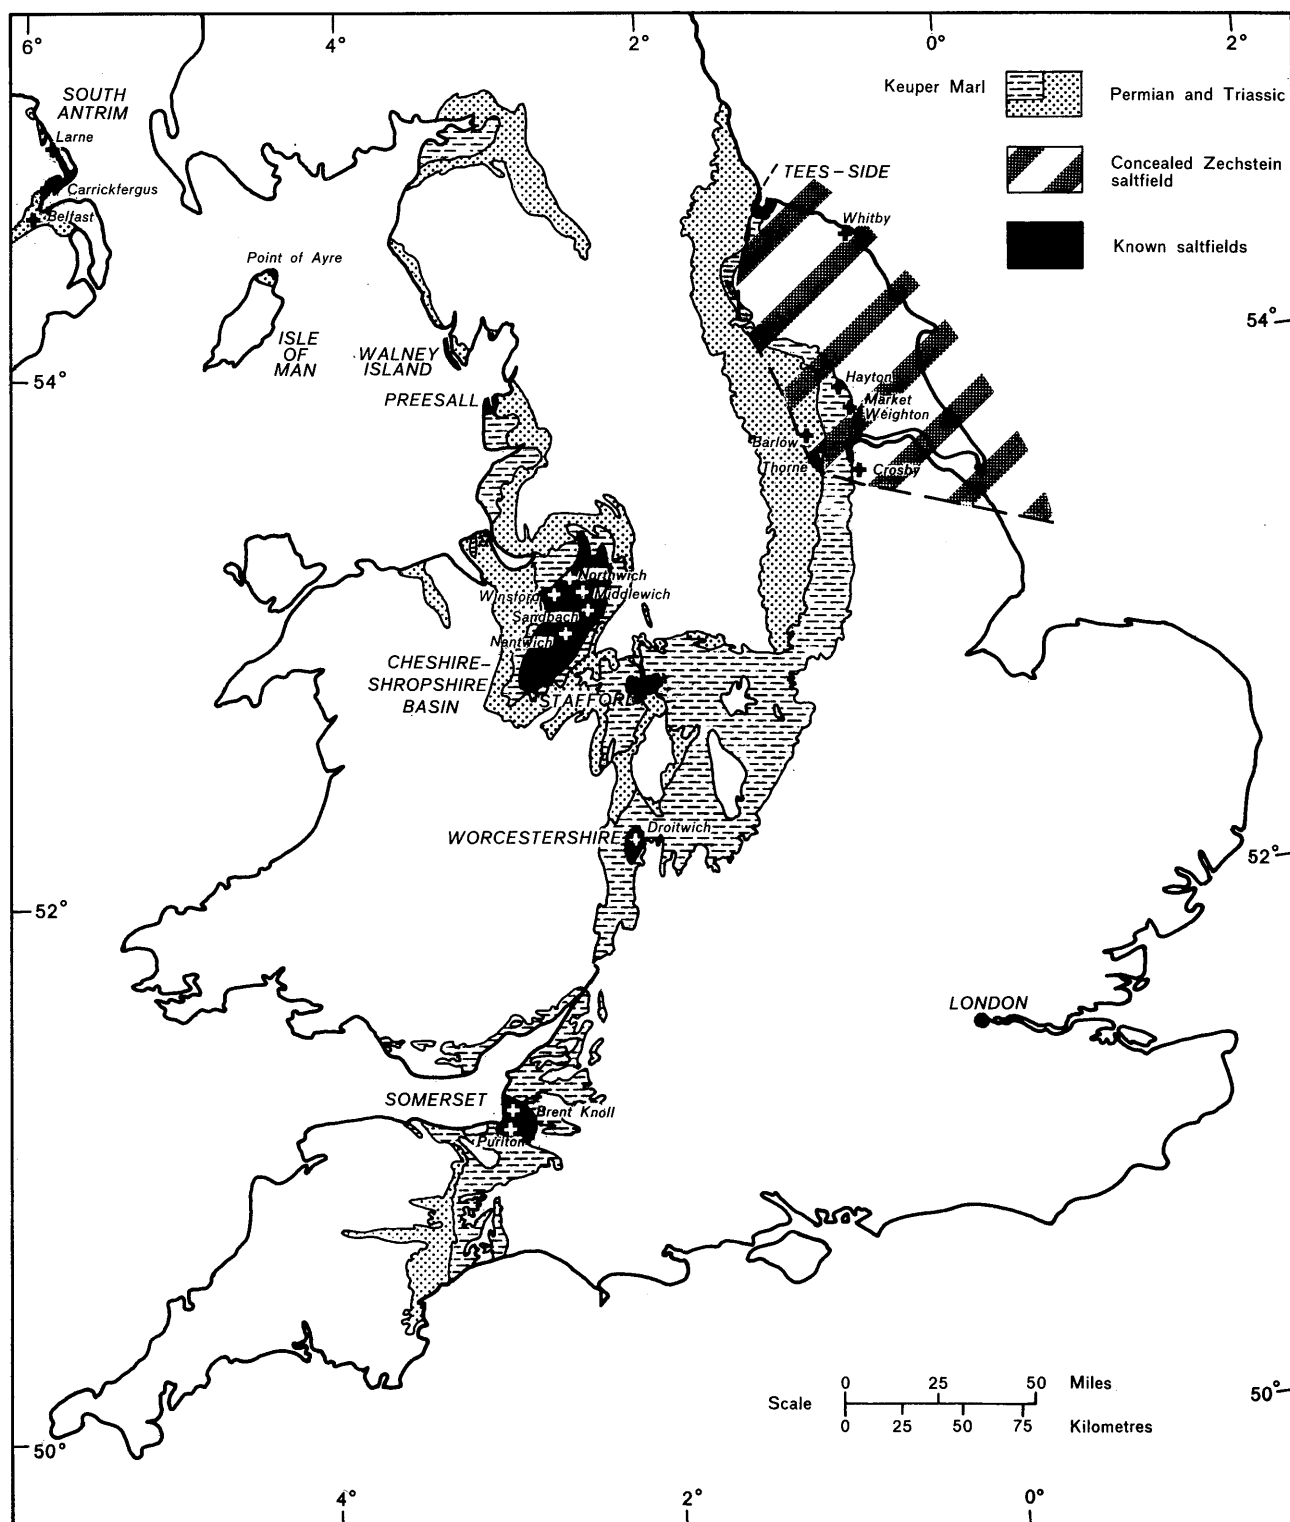 6°
4°
2°
0°
2°
SOUTH
ANTRIM
Larne
Carrickfergus
Belfast
Keuper Marl
Permian and Triassic
Concealed Zechstein
saltfield
Known saltfields
TEES-SIDE
Whitby
Point of Ayre
ISLE
OF
MAN
WALNEY
ISLAND
PREESALL
54°
54°
Hayton
Market
Weighton
Barlow
Thorne
Crosby
Northwich
Winsford
Middlewich
Sandbach
Nantwich
CHESHIRE-
SHROPSHIRE
BASIN
STAFFORD
WORCESTERSHIRE
Droitwich
52°
52°
LONDON
SOMERSET
Brent Knoll
Puriton
Scale
0 25 50 Miles
0 25 50 75 Kilometres
50°
50°
4°
2°
0°